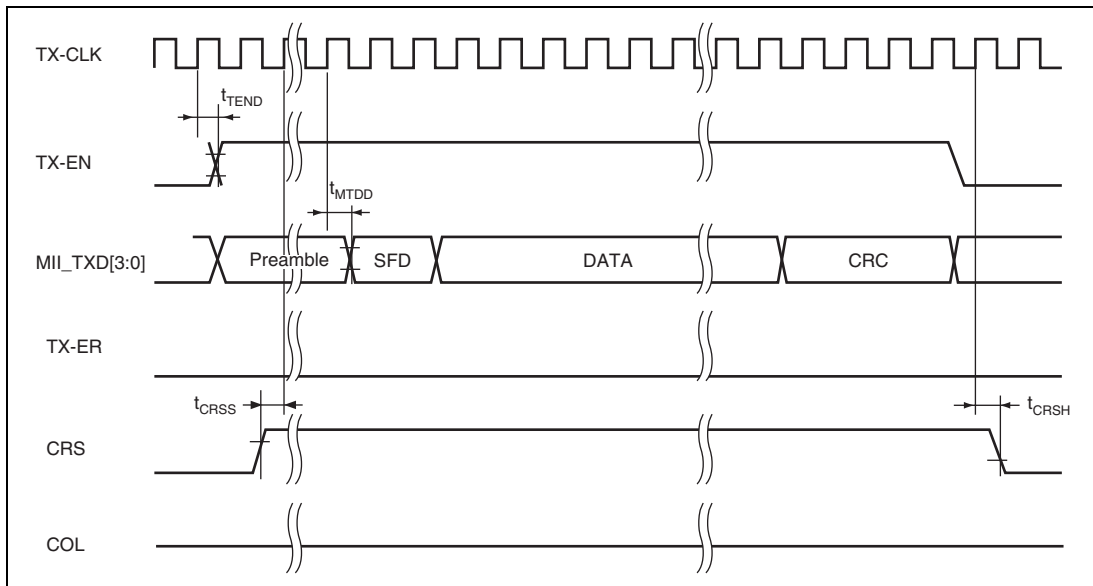 TX-CLK
tTEND
TX-EN
tMTDD
MII_TXD[3:0]
Preamble
SFD
DATA
CRC
TX-ER
tCRSS
tCRSH
CRS
COL